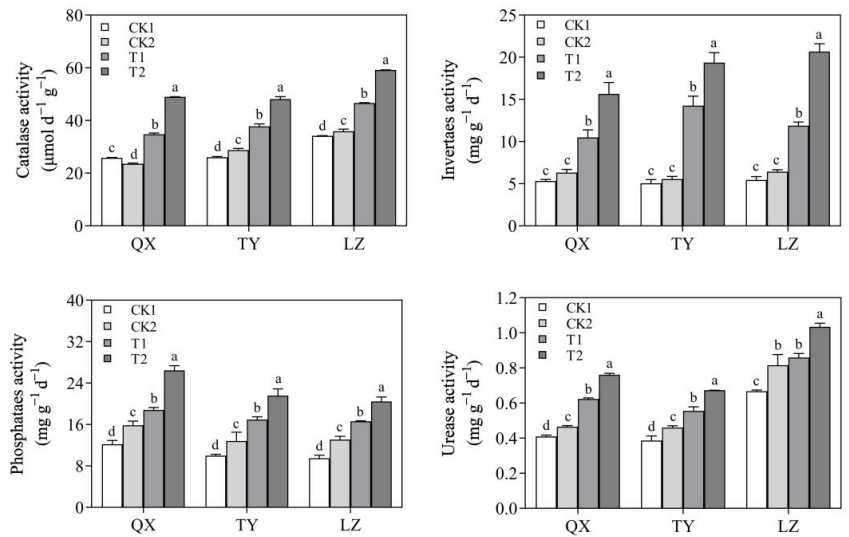 Catalase activity
(μmol d⁻¹ g⁻¹)
80
60
40
20
0
CK1
CK2
T1
T2
c d b a
d c b a
d c b a
QX TY LZ
Invertaes activity
(mg g⁻¹ d⁻¹)
25
20
15
10
5
0
CK1
CK2
T1
T2
c c b a
c c b a
c c b a
QX TY LZ
Phosphataes activity
(mg g⁻¹ d⁻¹)
40
32
24
16
8
0
CK1
CK2
T1
T2
d c b a
d c b a
d c b a
QX TY LZ
Urease activity
(mg g⁻¹ d⁻¹)
1.2
1.0
0.8
0.6
0.4
0.2
0.0
CK1
CK2
T1
T2
d c b a
d c b a
c b b a
QX TY LZ